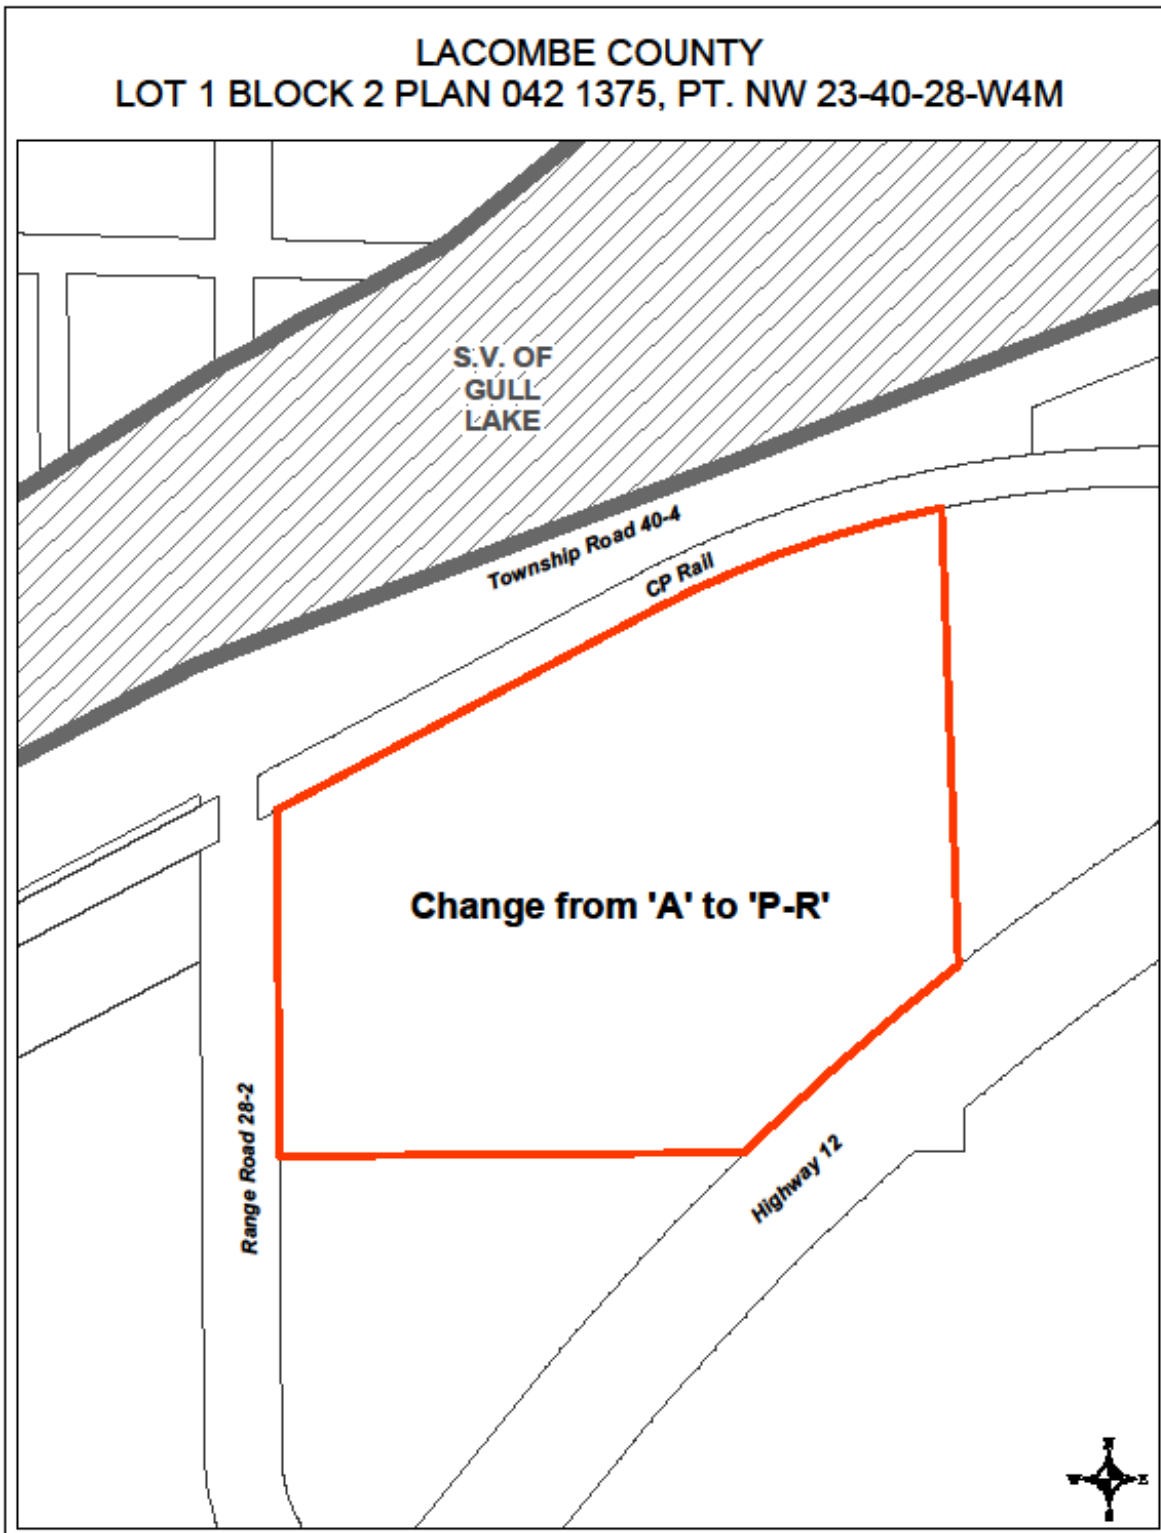 LACOMBE COUNTY
LOT 1 BLOCK 2 PLAN 042 1375, PT. NW 23-40-28-W4M
S.V. OF
GULL
LAKE
Township Road 40-4
CP Rail
Change from 'A' to 'P-R'
Range Road 28-2
Highway 12
N
W E
S